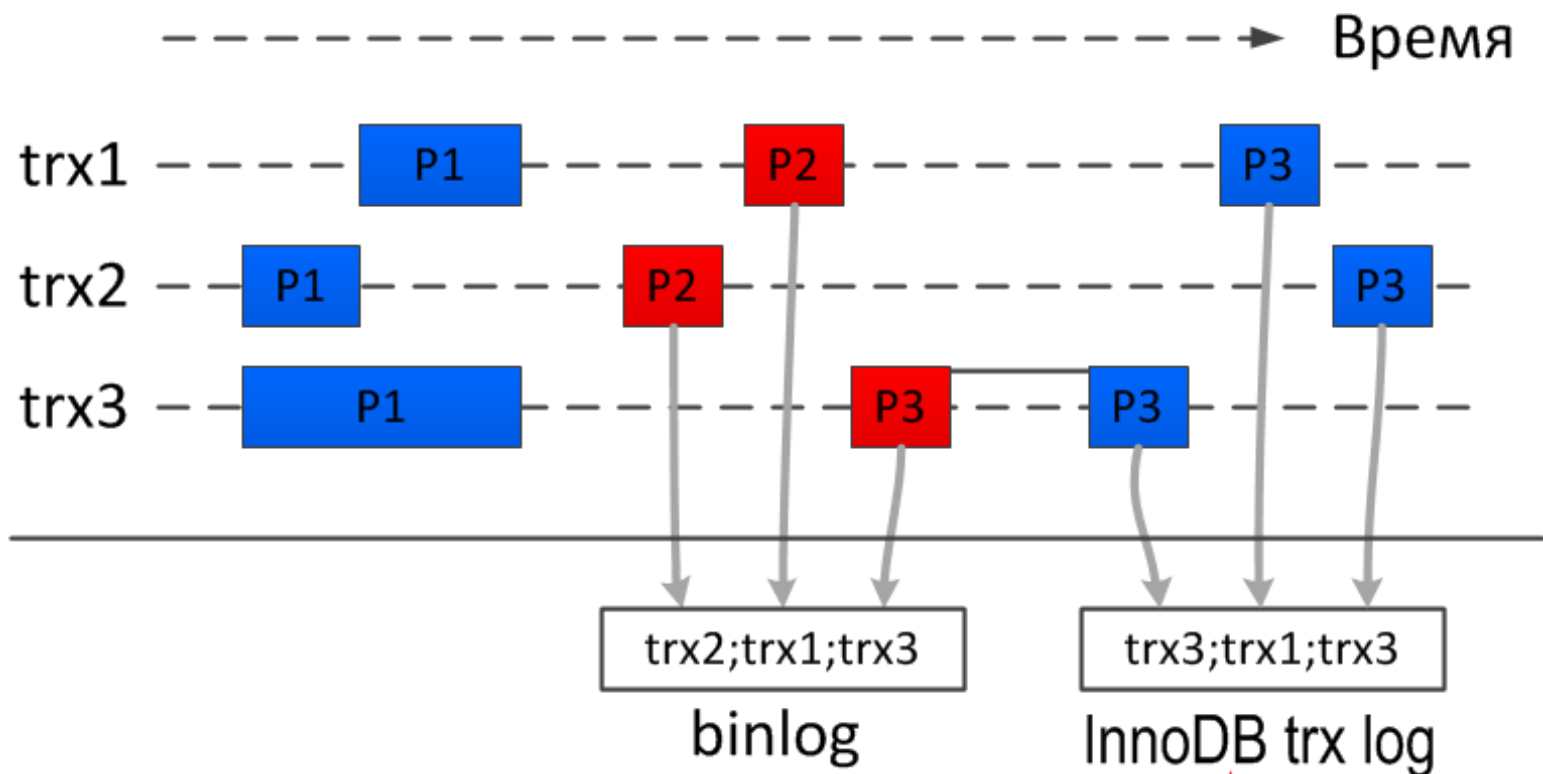 Время
trx1 P1 P2 P3
trx2 P1 P2 P3
trx3 P1 P3 P3
trx2;trx1;trx3 trx3;trx1;trx3
binlog InnoDB trx log